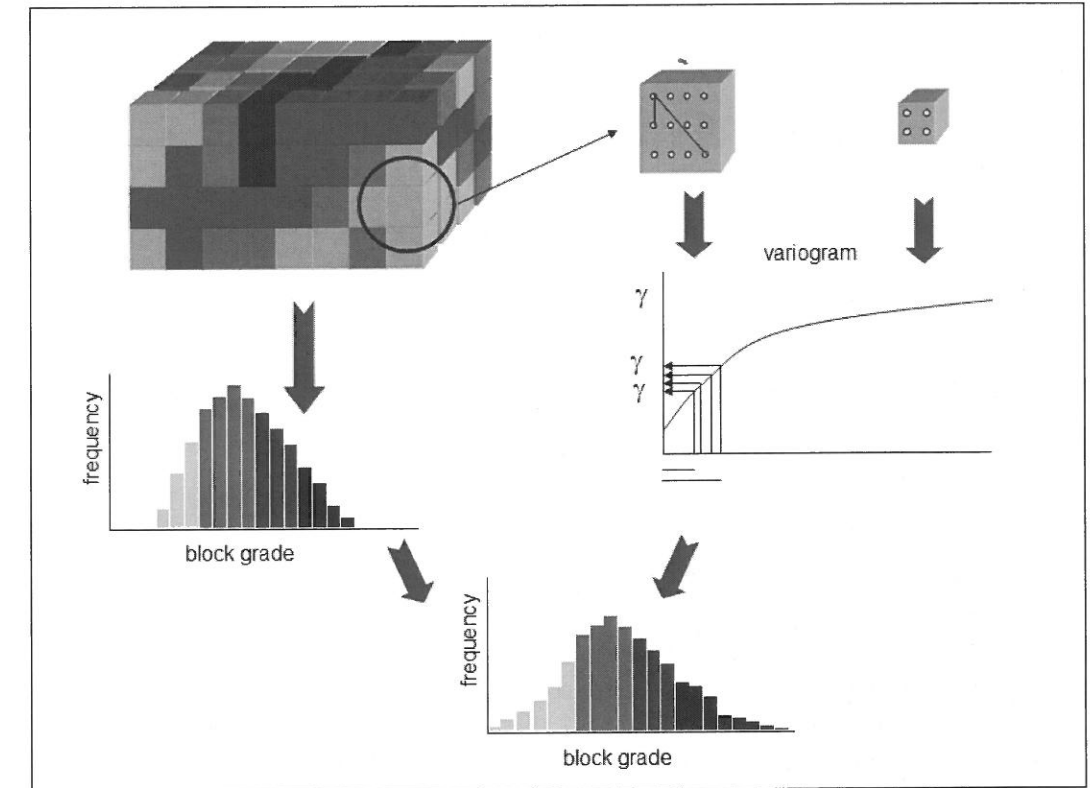 variogram
γ
γ
γ
frequency
block grade
frequency
block grade